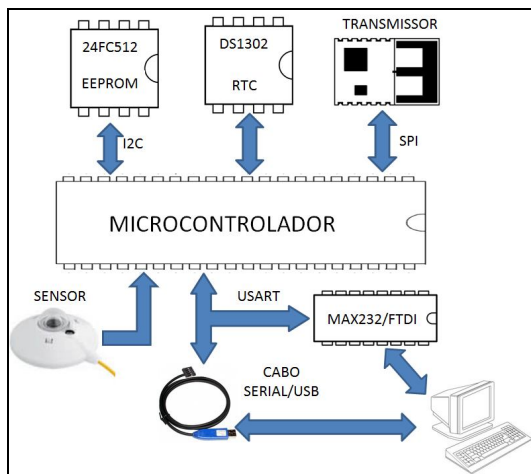 24FC512
EEPROM
DS1302
RTC
TRANSMISSOR
I2C
SPI
MICROCONTROLADOR
SENSOR
USART
MAX232/FTDI
CABO
SERIAL/USB